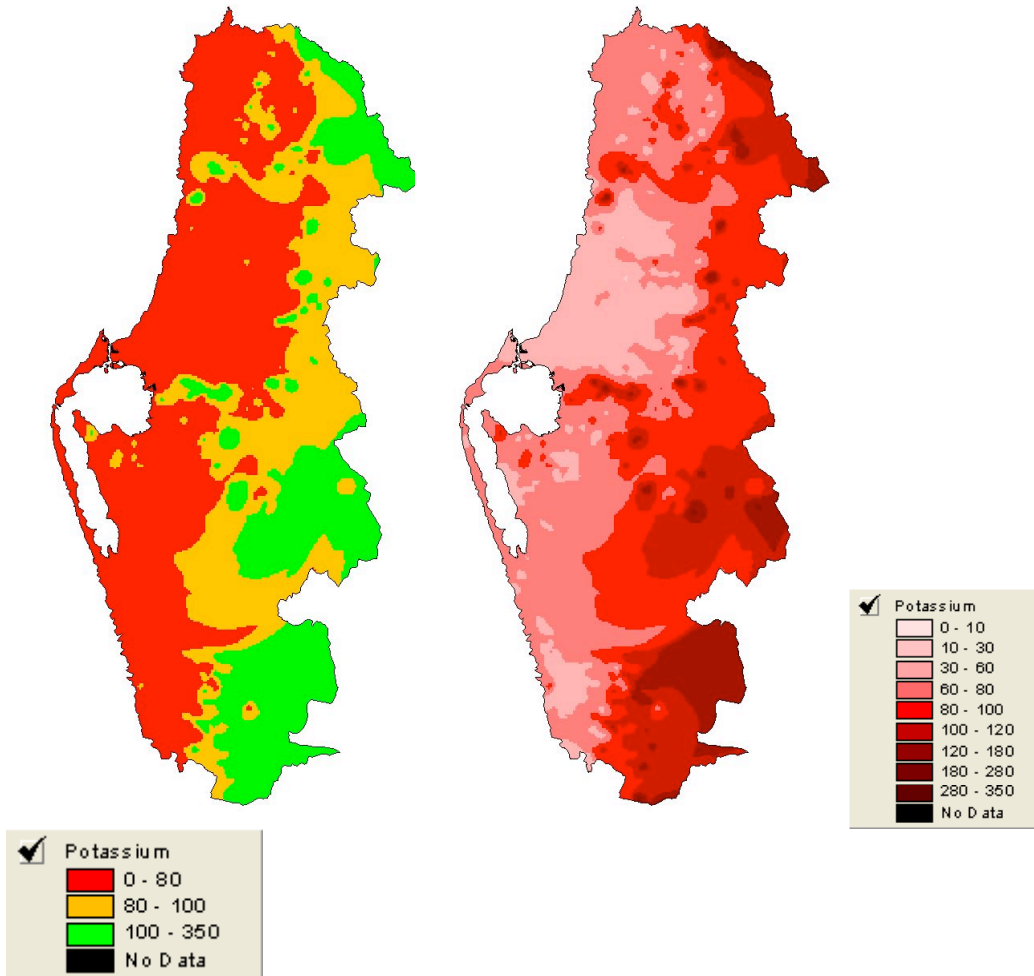 Potassium
0 - 80
80 - 100
100 - 350
No Data
Potassium
0 - 10
10 - 30
30 - 60
60 - 80
80 - 100
100 - 120
120 - 180
180 - 280
280 - 350
No Data